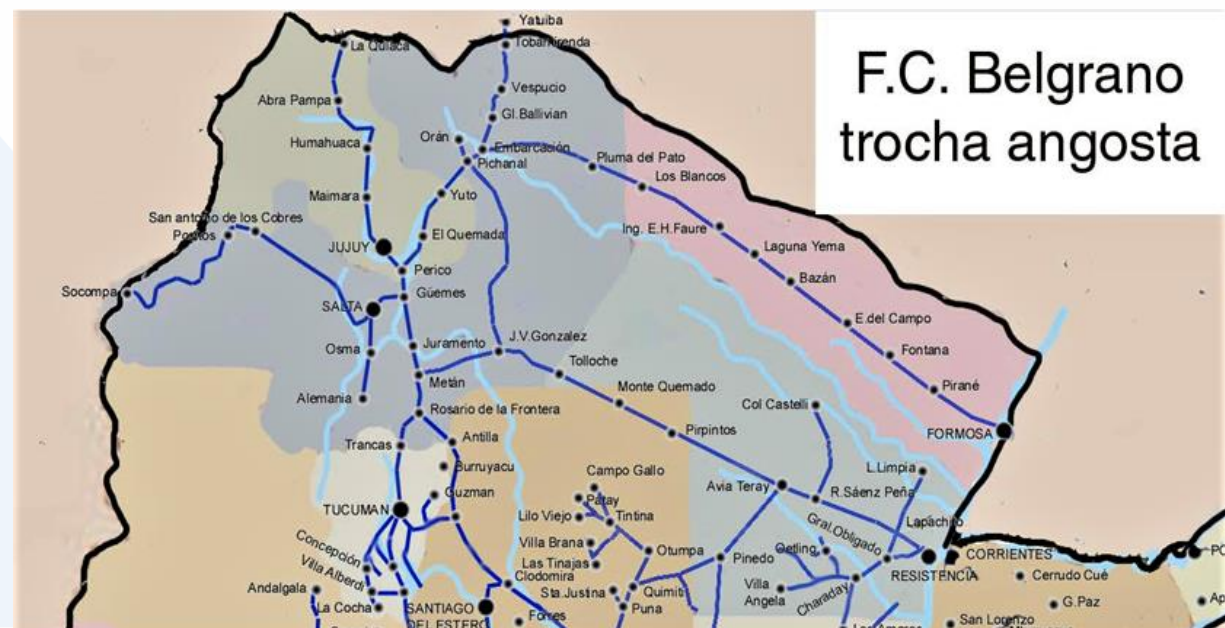 F.C. Belgrano
trocha angosta
Yatuiba
La Quiaca
Tobamirenda
Vespucio
Abra Pampa
Gl.Ballivian
Orán
Humahuaca
Embarcación
Pichanal
Pluma del Pato
Los Blancos
Maimara
Yuto
San antonio de los Cobres
Ing. E.H.Faure
El Quemada
JUJUY
Laguna Yema
Perico
Bazán
Socompa
Güemes
SALTA
E.del Campo
Juramento
J.V.Gonzalez
Osma
Fontana
Tolloche
Metán
Monte Quemado
Pirané
Alemania
Col Castelli
Rosario de la Frontera
Pirpintos
FORMOSA
Trancas
Antilla
Burruyacu
Campo Gallo
L.Limpia
Avia Teray
R.Sáenz Peña
Guzman
Patay
TUCUMAN
Lilo Viejo
Tintina
Lapachito
Gral.Obligado
Concepción
Villa Brana
Otumpa
Pinedo
Oetling
CORRIENTES
Villa Alberdi
Las Tinajas
RESISTENCIA
Clodomira
Cerrudo Cué
Andalgala
Sta.Justina
Quimiti
Villa
Angela
Charaday
La Cocha
SANTIAGO
DEL ESTERO
Puna
G.Paz
Forres
San Lorenzo